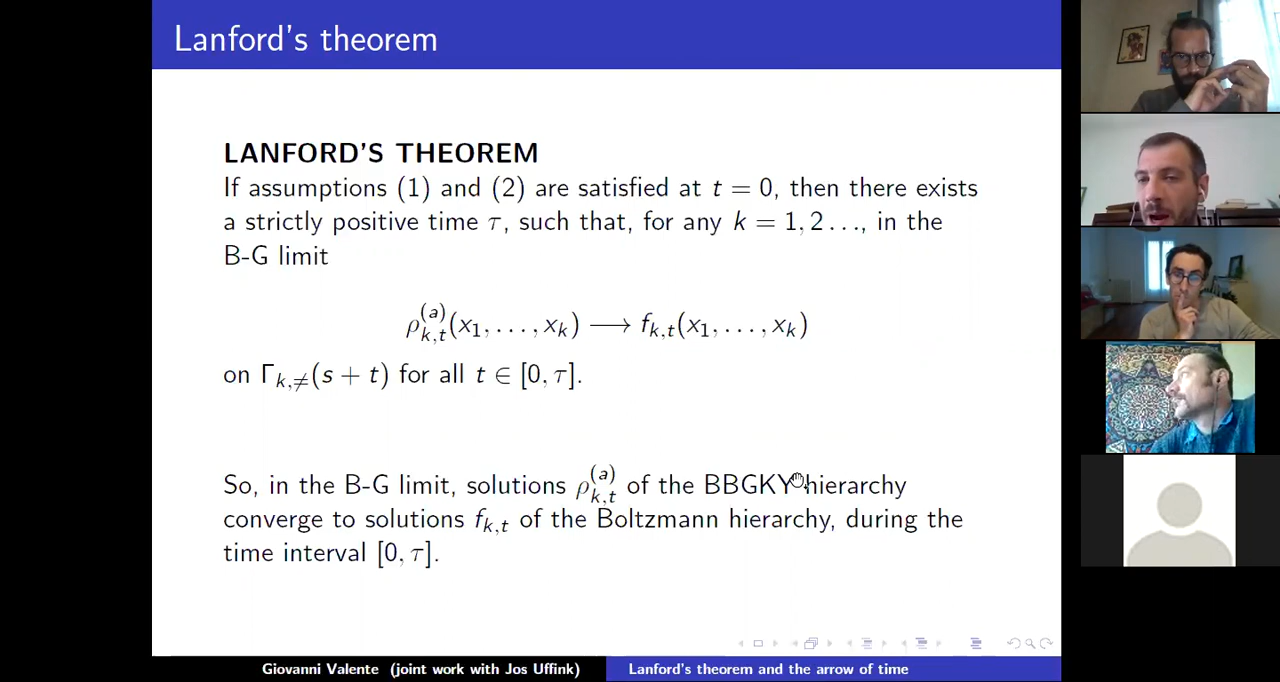 Lanford's theorem
LANFORD'S THEOREM
If assumptions (1) and (2) are satisfied at t = 0, then there exists
a strictly positive time τ, such that, for any k = 1, 2 . . ., in the
B-G limit
ρ_{k,t}^{(a)}(x_1, . . . , x_k) ⟶ f_{k,t}(x_1, . . . , x_k)
on Γ_{k,≠}(s + t) for all t ∈ [0, τ].
So, in the B-G limit, solutions ρ_{k,t}^{(a)} of the BBGKY hierarchy
converge to solutions f_{k,t} of the Boltzmann hierarchy, during the
time interval [0, τ].
Giovanni Valente (joint work with Jos Uffink) Lanford's theorem and the arrow of time